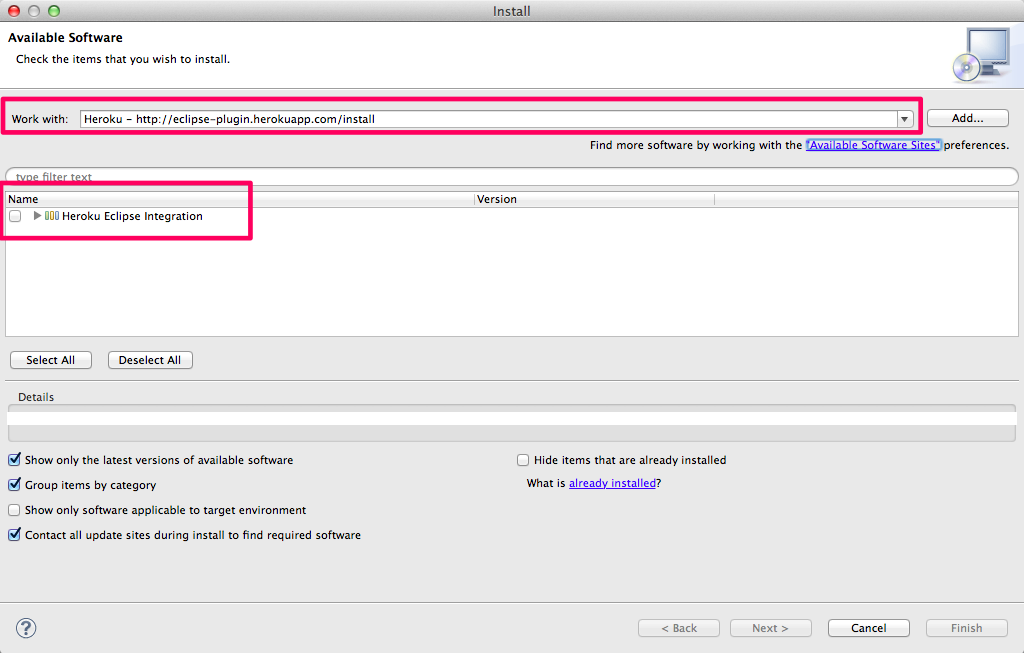 Install
Available Software
Check the items that you wish to install.
Work with: Heroku - http://eclipse-plugin.herokuapp.com/install Add...
Find more software by working with the "Available Software Sites" preferences.
type filter text
Name Version
Heroku Eclipse Integration
Select All Deselect All
Details
Show only the latest versions of available software Hide items that are already installed
Group items by category What is already installed?
Show only software applicable to target environment
Contact all update sites during install to find required software
? < Back Next > Cancel Finish